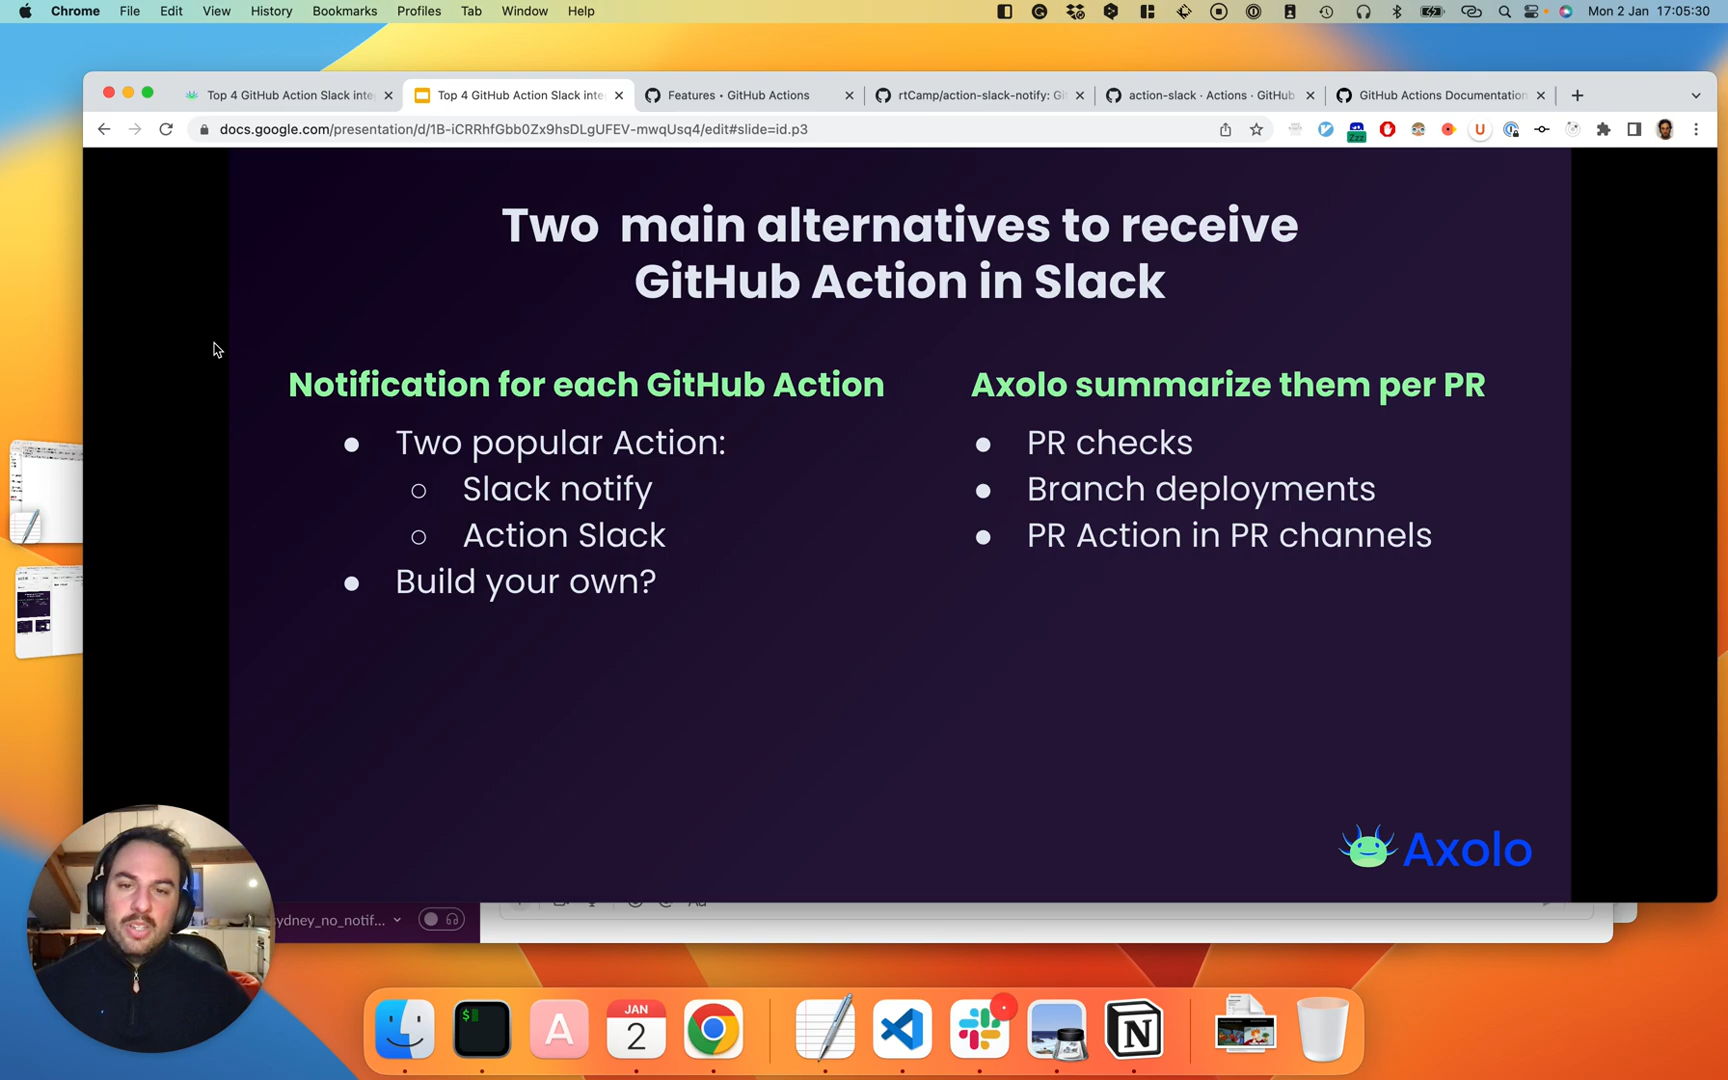 Chrome File Edit View History Bookmarks Profiles Tab Window Help Mon 2 Jan 17:05:30
Top 4 GitHub Action Slack inte
Top 4 GitHub Action Slack inte
Features • GitHub Actions
rtCamp/action-slack-notify: Gi
action-slack · Actions · GitHub
GitHub Actions Documentation
docs.google.com/presentation/d/1B-iCRRhfGbb0Zx9hsDLgUFEV-mwqUsq4/edit#slide=id.p3
Zzz
U
Two main alternatives to receive
GitHub Action in Slack
Notification for each GitHub Action
● Two popular Action:
○ Slack notify
○ Action Slack
● Build your own?
Axolo summarize them per PR
● PR checks
● Branch deployments
● PR Action in PR channels
Axolo
ydney_no_notif...
$
A
JAN
2
N